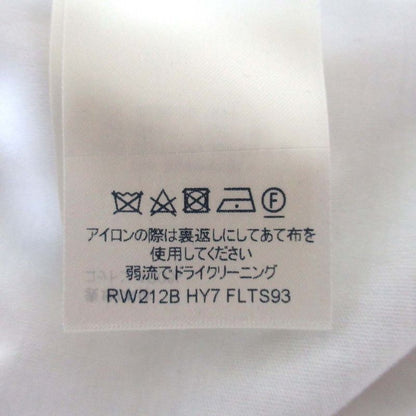 F
アイロンの際は裏返しにしてあて布を
使用してください
弱流でドライクリーニング
RW212B HY7 FLTS93